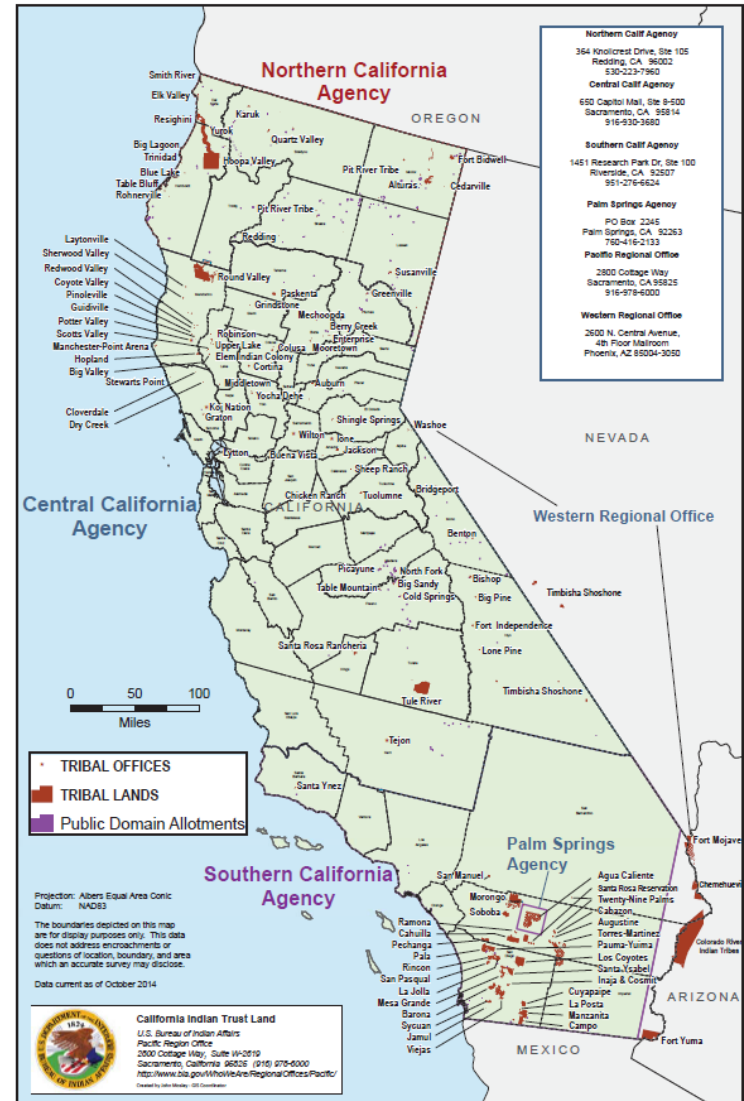 Northern Calif Agency
364 Knollcrest Drive, Ste 105
Redding, CA 96002
530-223-7960
Central Calif Agency
650 Capitol Mall, Ste 8-500
Sacramento, CA 95814
916-930-3680
Southern Calif Agency
1451 Research Park Dr, Ste 100
Riverside, CA 92507
951-276-6624
Palm Springs Agency
PO Box 2245
Palm Springs, CA 92263
760-416-2133
Pacific Regional Office
2800 Cottage Way
Sacramento, CA 95825
916-978-6000
Western Regional Office
2600 N. Central Avenue,
4th Floor Mailroom
Phoenix, AZ 85004-3050
Northern California
Agency
OREGON
Smith River
Elk Valley
Resighini
Karuk
Yurok
Quartz Valley
Big Lagoon
Trinidad
Hoopa Valley
Blue Lake
Table Bluff
Rohnerville
Pit River Tribe
Alturas
Fort Bidwell
Cedarville
Pit River Tribe
Redding
Laytonville
Sherwood Valley
Redwood Valley
Coyote Valley
Pinoleville
Guidiville
Potter Valley
Scotts Valley
Manchester-Point Arena
Hopland
Big Valley
Stewarts Point
Cloverdale
Dry Creek
Round Valley
Susanville
Paskenta
Greenville
Grindstone
Mechoopda
Berry Creek
Robinson
Enterprise
Upper Lake
Colusa
Mooretown
Elem Indian Colony
Cortina
Middletown
Auburn
Yocha Dehe
Koi Nation
Graton
Shingle Springs
Washoe
Wilton
Ione
Jackson
Lytton
Buena Vista
Sheep Ranch
Chicken Ranch
Tuolumne
Bridgeport
CALIFORNIA
NEVADA
Central California
Agency
Western Regional Office
Benton
Picayune
North Fork
Table Mountain
Big Sandy
Cold Springs
Bishop
Big Pine
Timbisha Shoshone
Fort Independence
Santa Rosa Rancheria
Lone Pine
Tule River
Timbisha Shoshone
Tejon
Santa Ynez
0 50 100
Miles
TRIBAL OFFICES
TRIBAL LANDS
Public Domain Allotments
Southern California
Agency
Palm Springs
Agency
San Manuel
Morongo
Soboba
Ramona
Cahuilla
Pechanga
Pala
Rincon
San Pasqual
La Jolla
Mesa Grande
Barona
Sycuan
Jamul
Viejas
Agua Caliente
Santa Rosa Reservation
Twenty-Nine Palms
Cabazon
Augustine
Torres-Martinez
Pauma-Yuima
Los Coyotes
Santa Ysabel
Inaja & Cosmit
Cuyapaipe
La Posta
Manzanita
Campo
Fort Mojave
Chemehuevi
Colorado River
Indian Tribes
ARIZONA
Fort Yuma
MEXICO
Projection: Albers Equal Area Conic
Datum: NAD83
The boundaries depicted on this map
are for display purposes only. This data
does not address encroachments or
questions of location, boundary, and area
which an accurate survey may disclose.
Data current as of October 2014
California Indian Trust Land
U.S. Bureau of Indian Affairs
Pacific Region Office
2800 Cottage Way, Suite W-2619
Sacramento, California 95825 (916) 978-6000
http://www.bia.gov/WhoWeAre/RegionalOffices/Pacific/
Created by John Mosley - GIS Coordinator